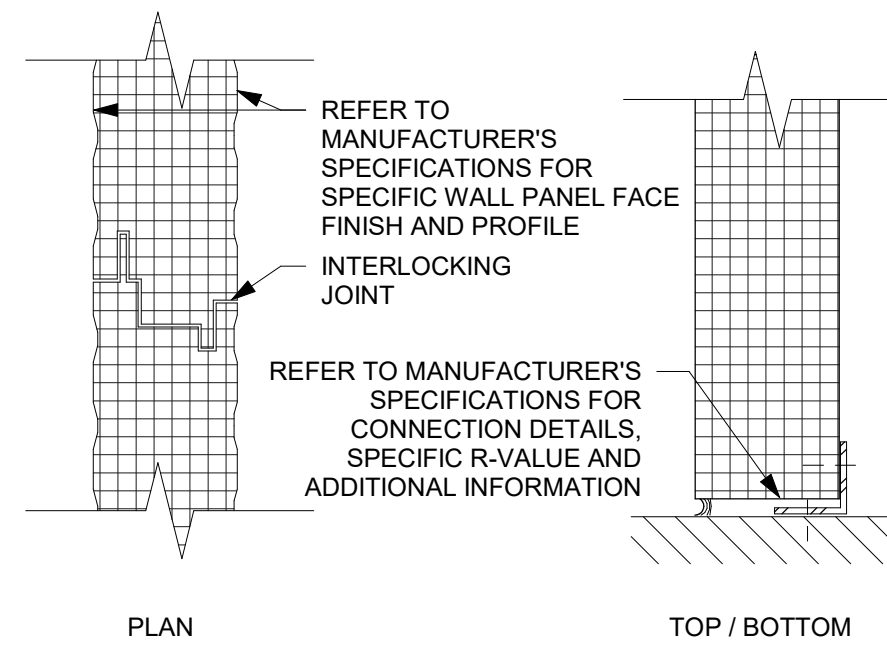 REFER TO
MANUFACTURER'S
SPECIFICATIONS FOR
SPECIFIC WALL PANEL FACE
FINISH AND PROFILE
INTERLOCKING
JOINT
REFER TO MANUFACTURER'S
SPECIFICATIONS FOR
CONNECTION DETAILS,
SPECIFIC R-VALUE AND
ADDITIONAL INFORMATION
PLAN
TOP / BOTTOM